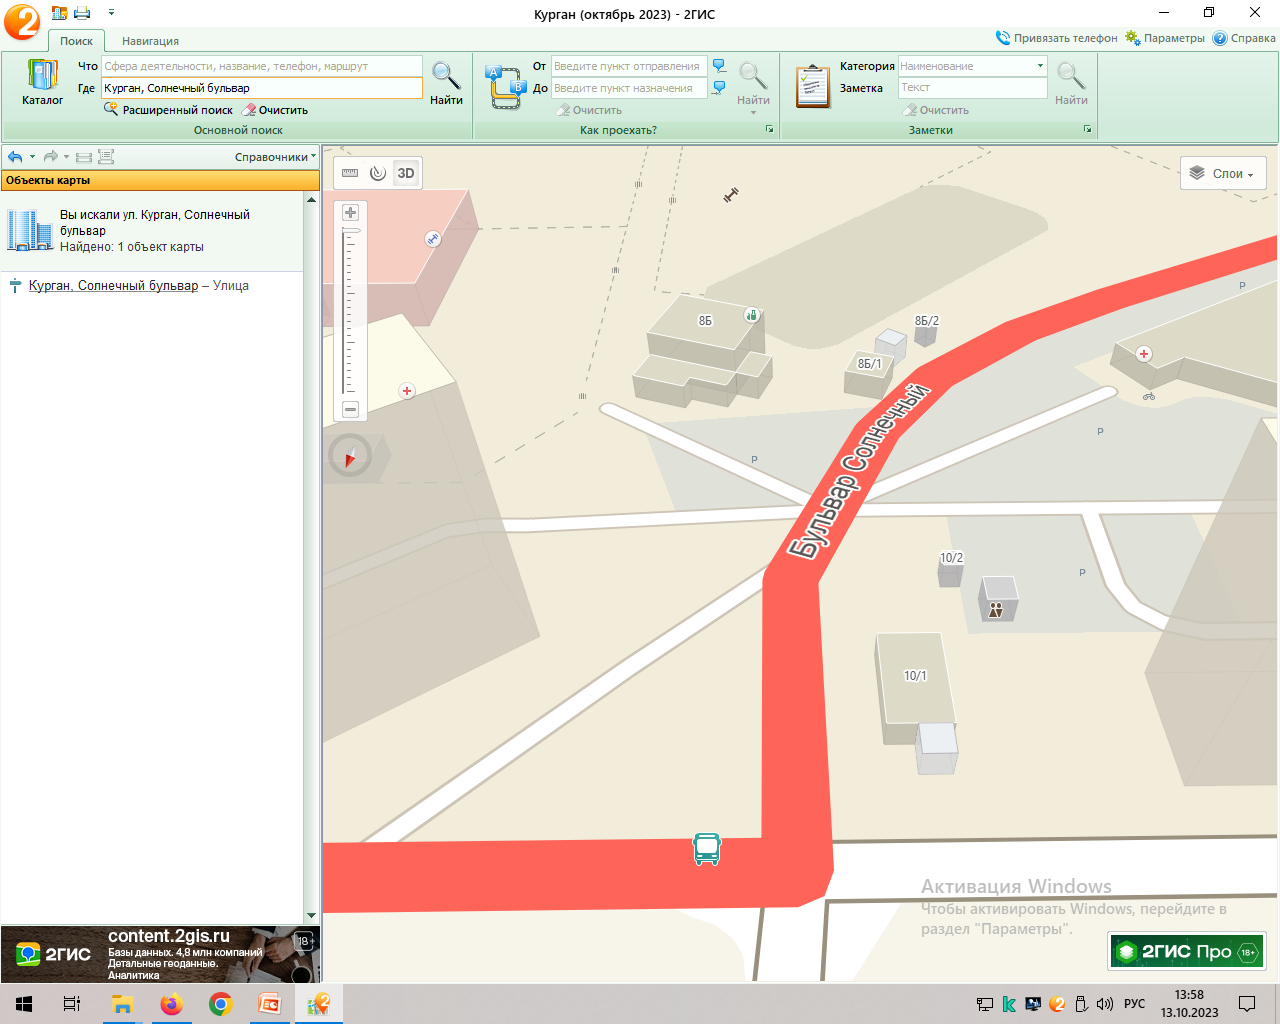 Курган (октябрь 2023) - 2ГИС
Поиск
Навигация
Привязать телефон
Параметры
Справка
Каталог
Что
Сфера деятельности, название, телефон, маршрут
Где
Курган, Солнечный бульвар
Расширенный поиск
Очистить
Найти
Основной поиск
От
Введите пункт отправления
До
Введите пункт назначения
Очистить
Найти
Как проехать?
Категория
Наименование
Заметка
Текст
Очистить
Найти
Заметки
Справочники
Объекты карты
Вы искали ул. Курган, Солнечный
бульвар
Найдено: 1 объект карты
Курган, Солнечный бульвар – Улица
3D
Слои
8Б
8Б/2
8Б/1
P
P
P
Бульвар Солнечный
10/2
P
10/1
A
B
Активация Windows
Чтобы активировать Windows, перейдите в
раздел "Параметры".
2ГИС Про
18+
2ГИС
content.2gis.ru
Базы данных. 4,8 млн компаний
Детальные геоданные.
Аналитика
18+
РУС
13:58
13.10.2023